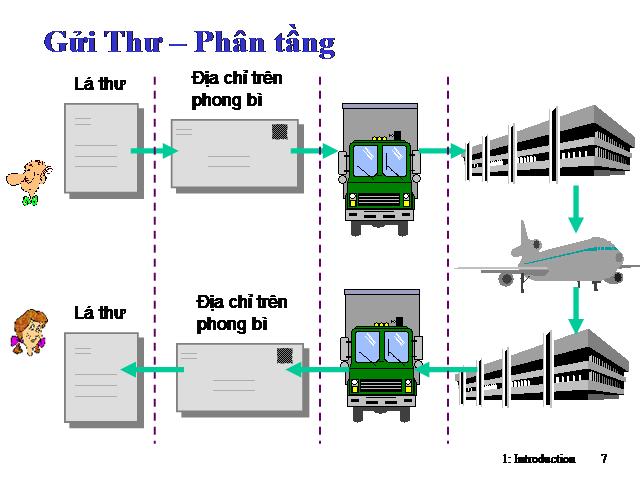 Gửi Thư – Phân tầng
Lá thư
Địa chỉ trên
phong bì
Lá thư
Địa chỉ trên
phong bì
1: Introduction 7